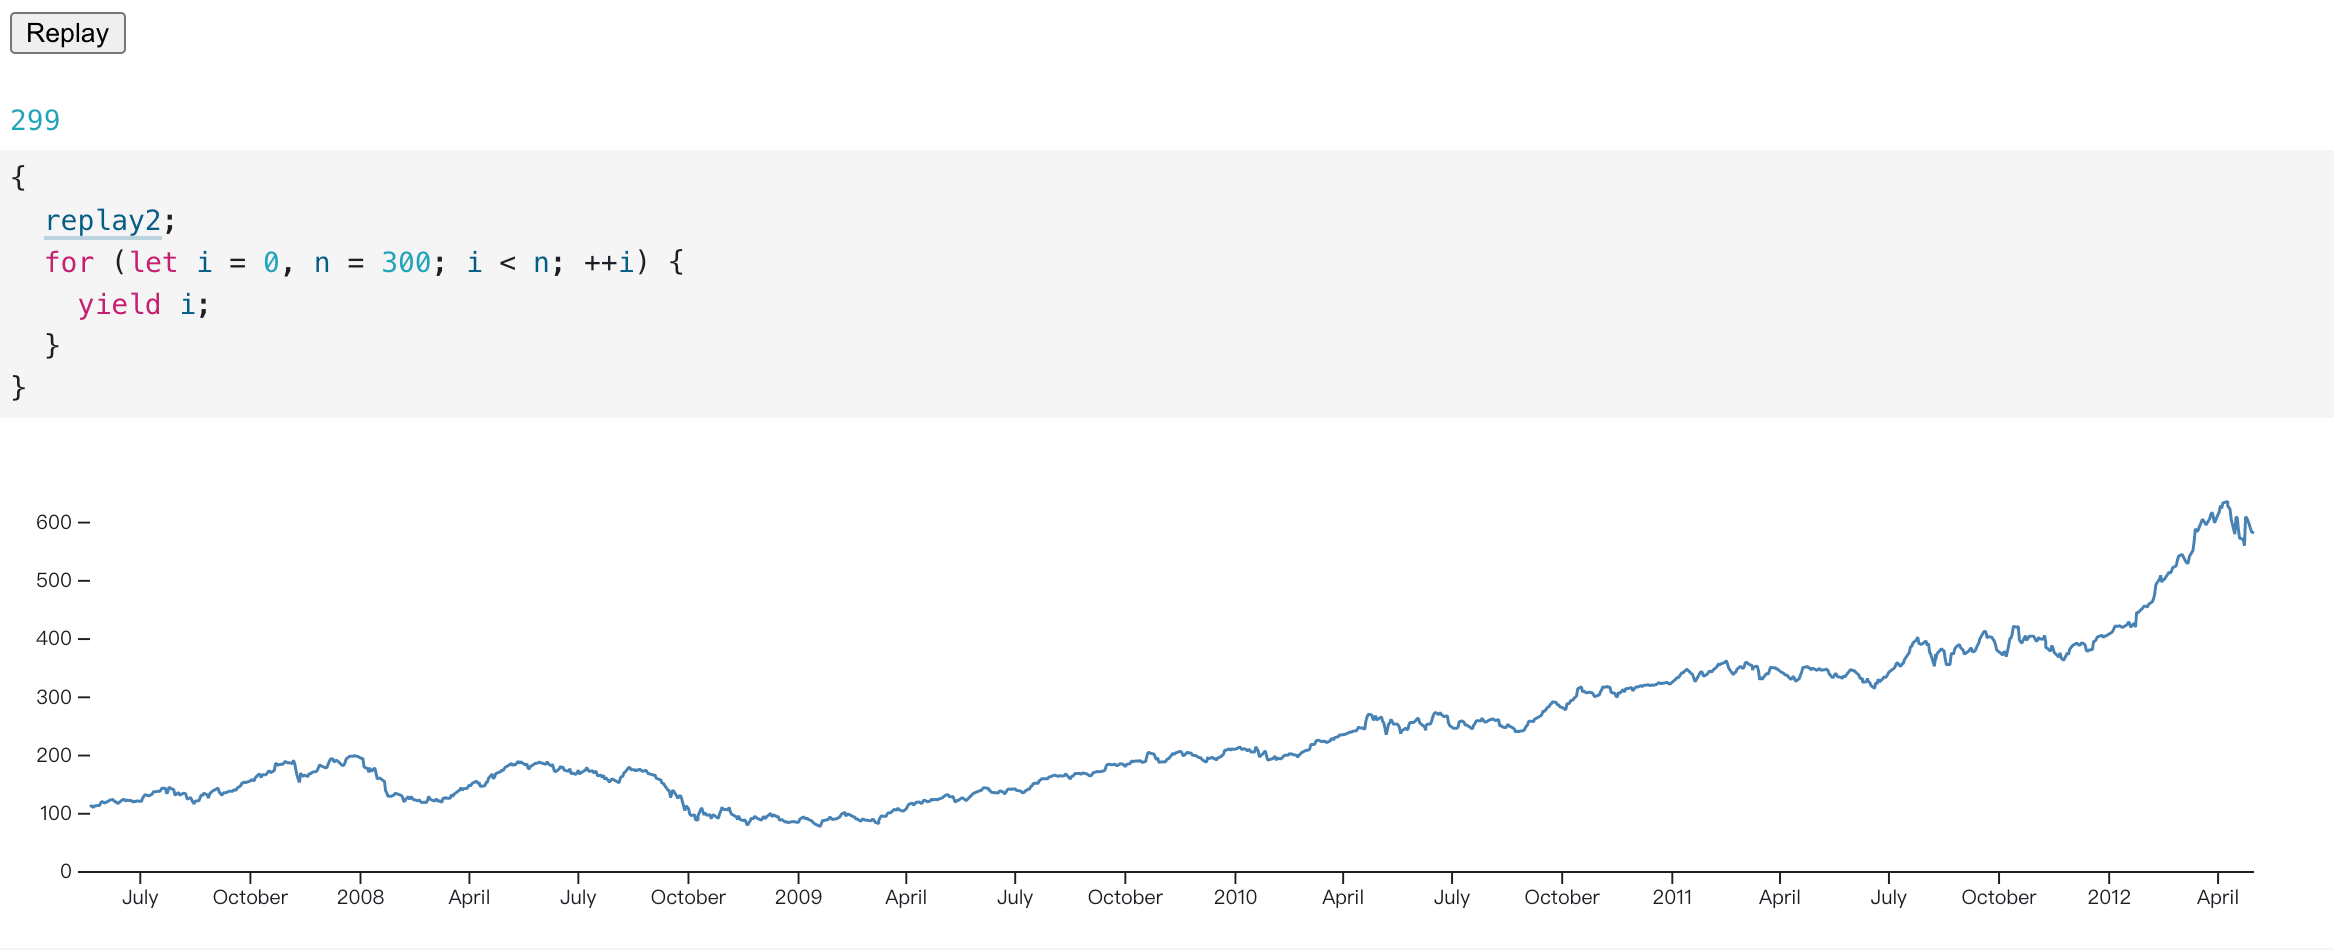 Replay
299
{
  replay2;
  for (let i = 0, n = 300; i < n; ++i) {
    yield i;
  }
}
600
500
400
300
200
100
0
July October 2008 April July October 2009 April July October 2010 April July October 2011 April July October 2012 April